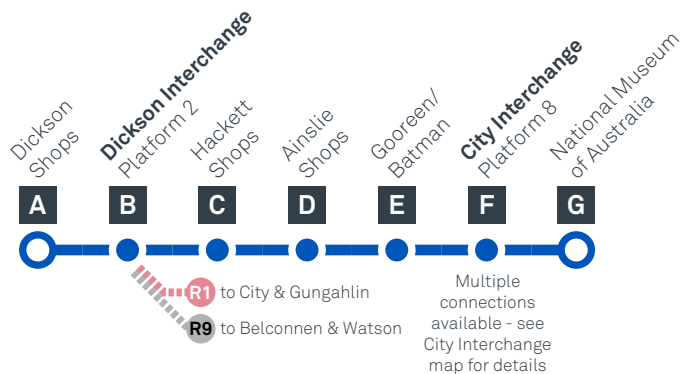 Dickson
Shops
Dickson Interchange
Platform 2
Hackett
Shops
Ainslie
Shops
Gooreen/
Batman
City Interchange
Platform 8
National Museum
of Australia
A
B
C
D
E
F
G
R1 to City & Gungahlin
R9 to Belconnen & Watson
Multiple
connections
available - see
City Interchange
map for details